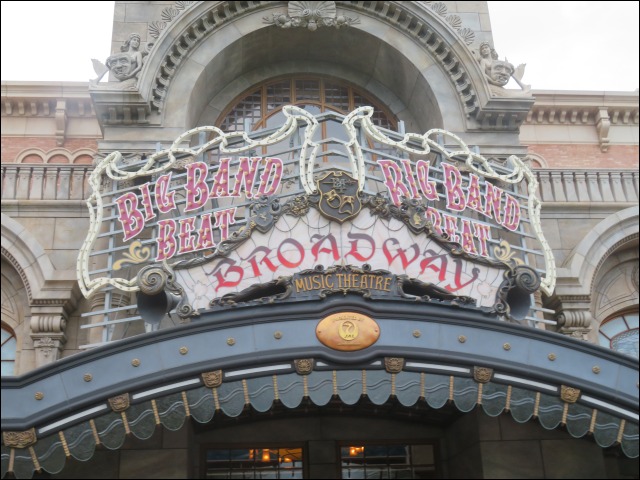 BIG BAND
BEAT
BIG BAND
BEAT
BROADWAY
MUSIC THEATRE